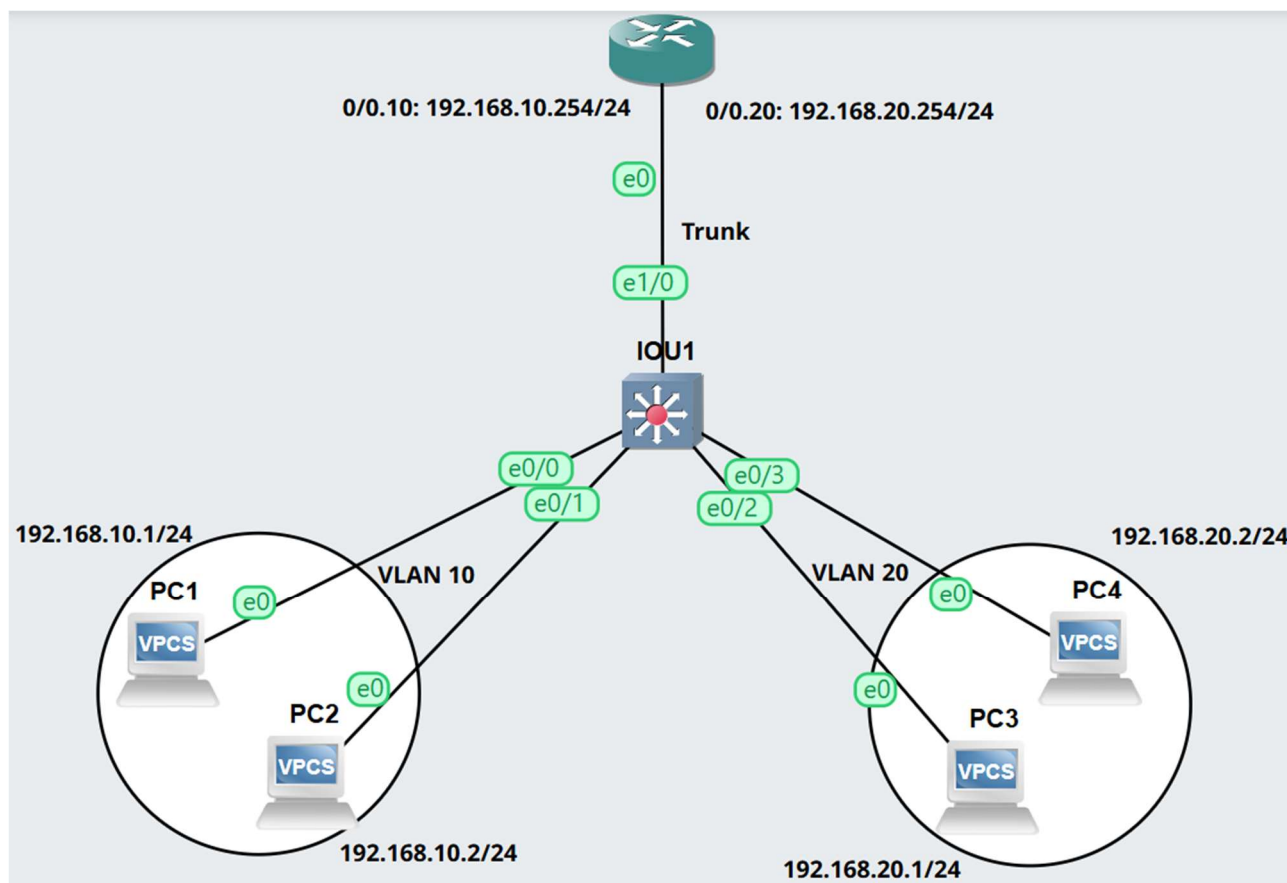 0/0.10: 192.168.10.254/24
0/0.20: 192.168.20.254/24
e0
Trunk
e1/0
IOU1
e0/0
e0/3
e0/1
e0/2
192.168.10.1/24
192.168.20.2/24
VLAN 10
VLAN 20
PC1
e0
e0
PC4
VPCS
VPCS
e0
e0
PC2
PC3
VPCS
VPCS
192.168.10.2/24
192.168.20.1/24